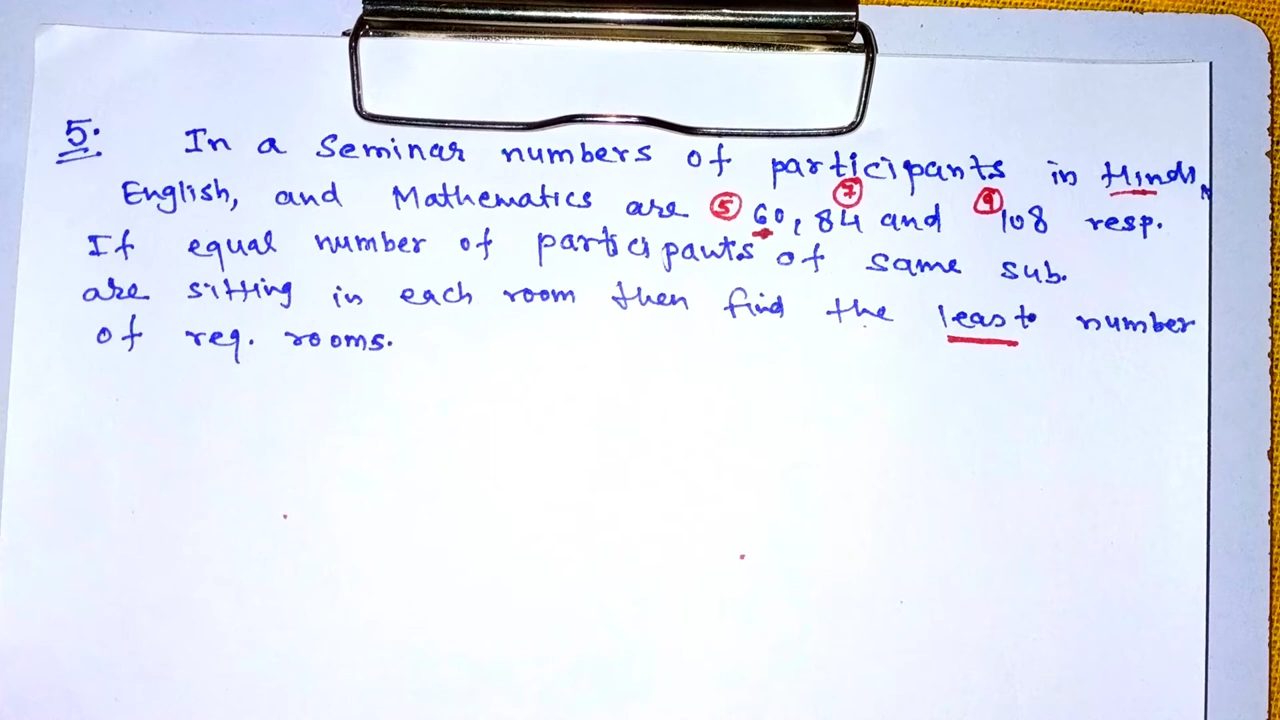 5. In a Seminar numbers of participants in Hindi,
English, and Mathematics are ⑤ 60, ⑦ 84 and ⑨ 108 resp.
If equal number of participants of same sub.
are sitting in each room then find the least number
of req. rooms.